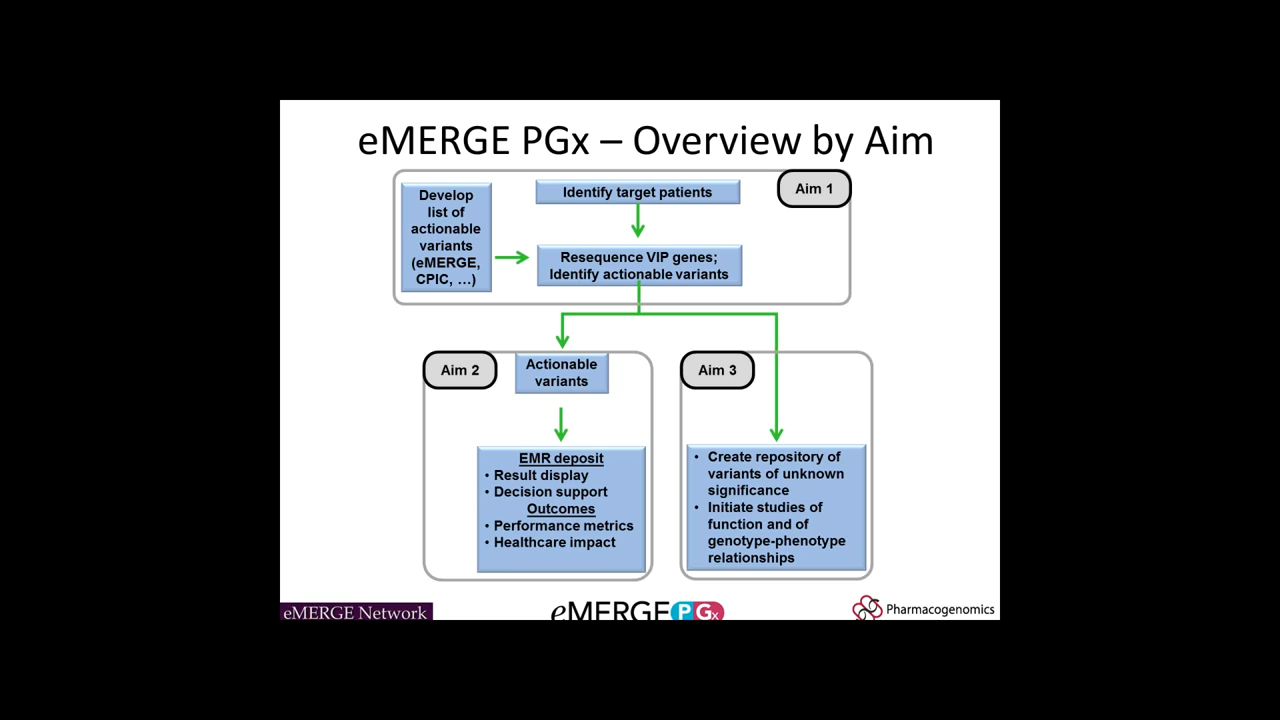 eMERGE PGx – Overview by Aim
Aim 1
Develop
list of
actionable
variants
(eMERGE,
CPIC, …)
Identify target patients
Resequence VIP genes;
Identify actionable variants
Aim 2
Actionable
variants
EMR deposit
• Result display
• Decision support
Outcomes
• Performance metrics
• Healthcare impact
Aim 3
• Create repository of
variants of unknown
significance
• Initiate studies of
function and of
genotype-phenotype
relationships
eMERGE Network
eMERGE PGx
Pharmacogenomics